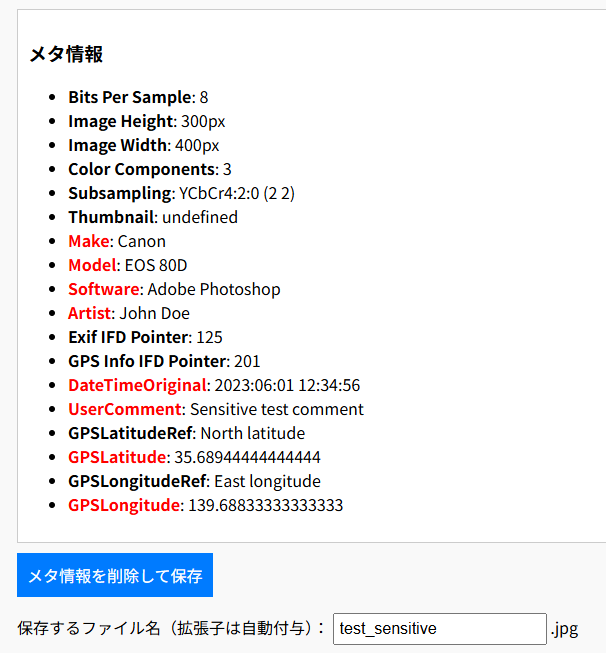 メタ情報
Bits Per Sample: 8
Image Height: 300px
Image Width: 400px
Color Components: 3
Subsampling: YCbCr4:2:0 (2 2)
Thumbnail: undefined
Make: Canon
Model: EOS 80D
Software: Adobe Photoshop
Artist: John Doe
Exif IFD Pointer: 125
GPS Info IFD Pointer: 201
DateTimeOriginal: 2023:06:01 12:34:56
UserComment: Sensitive test comment
GPSLatitudeRef: North latitude
GPSLatitude: 35.68944444444444
GPSLongitudeRef: East longitude
GPSLongitude: 139.68833333333333
メタ情報を削除して保存
保存するファイル名（拡張子は自動付与）： test_sensitive .jpg